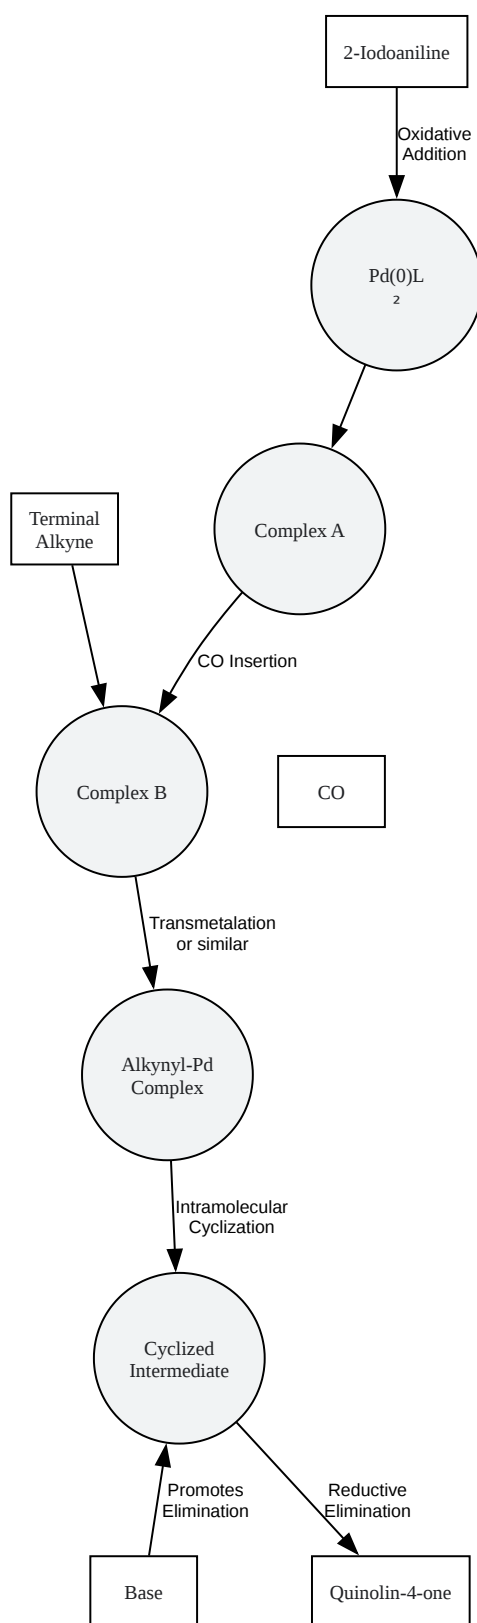 2-Iodoaniline
Oxidative
Addition
Pd(0)L
₂
Complex A
Terminal
Alkyne
CO Insertion
Complex B
CO
Transmetalation
or similar
Alkynyl-Pd
Complex
Intramolecular
Cyclization
Cyclized
Intermediate
Promotes
Elimination
Reductive
Elimination
Base
Quinolin-4-one